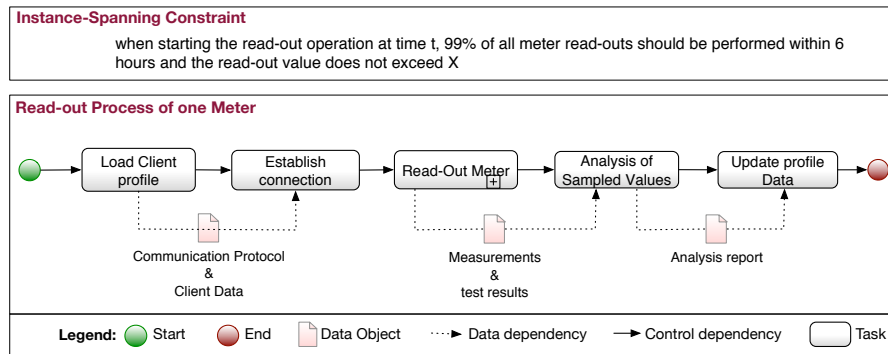 Instance-Spanning Constraint
when starting the read-out operation at time t, 99% of all meter read-outs should be performed within 6
hours and the read-out value does not exceed X
Read-out Process of one Meter
Load Client
profile
Establish
connection
Read-Out Meter
Analysis of
Sampled Values
Update profile
Data
Communication Protocol
&
Client Data
Measurements
&
test results
Analysis report
Legend: Start End Data Object Data dependency Control dependency Task